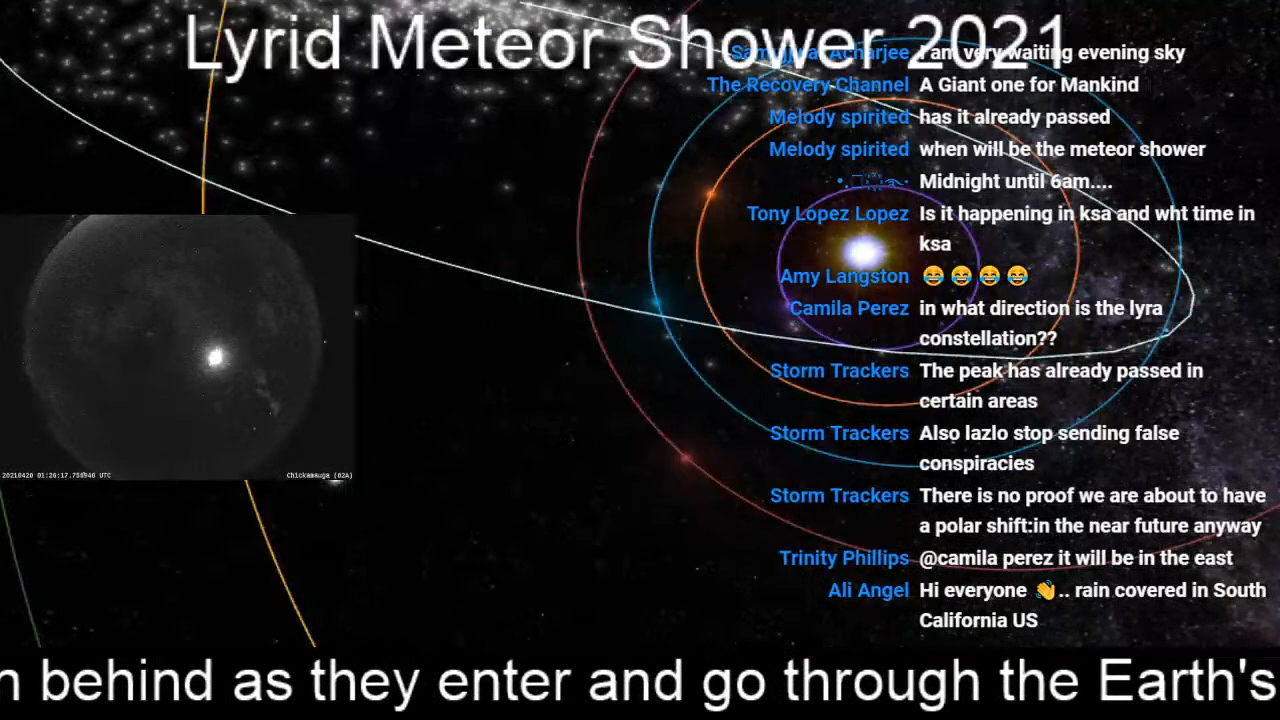 Lyrid Meteor Shower 2021
Acharjee I am very waiting evening sky
The Recovery Channel A Giant one for Mankind
Melody spirited has it already passed
Melody spirited when will be the meteor shower
Midnight until 6am....
Tony Lopez Lopez Is it happening in ksa and wht time in
ksa
Amy Langston 😂 😂 😂 😂
Camila Perez in what direction is the lyra
constellation??
Storm Trackers The peak has already passed in
certain areas
Storm Trackers Also lazlo stop sending false
conspiracies
Storm Trackers There is no proof we are about to have
a polar shift:in the near future anyway
Trinity Phillips @camila perez it will be in the east
Ali Angel Hi everyone 👋.. rain covered in South
California US
Chickamauga (02A)
n behind as they enter and go through the Earth's